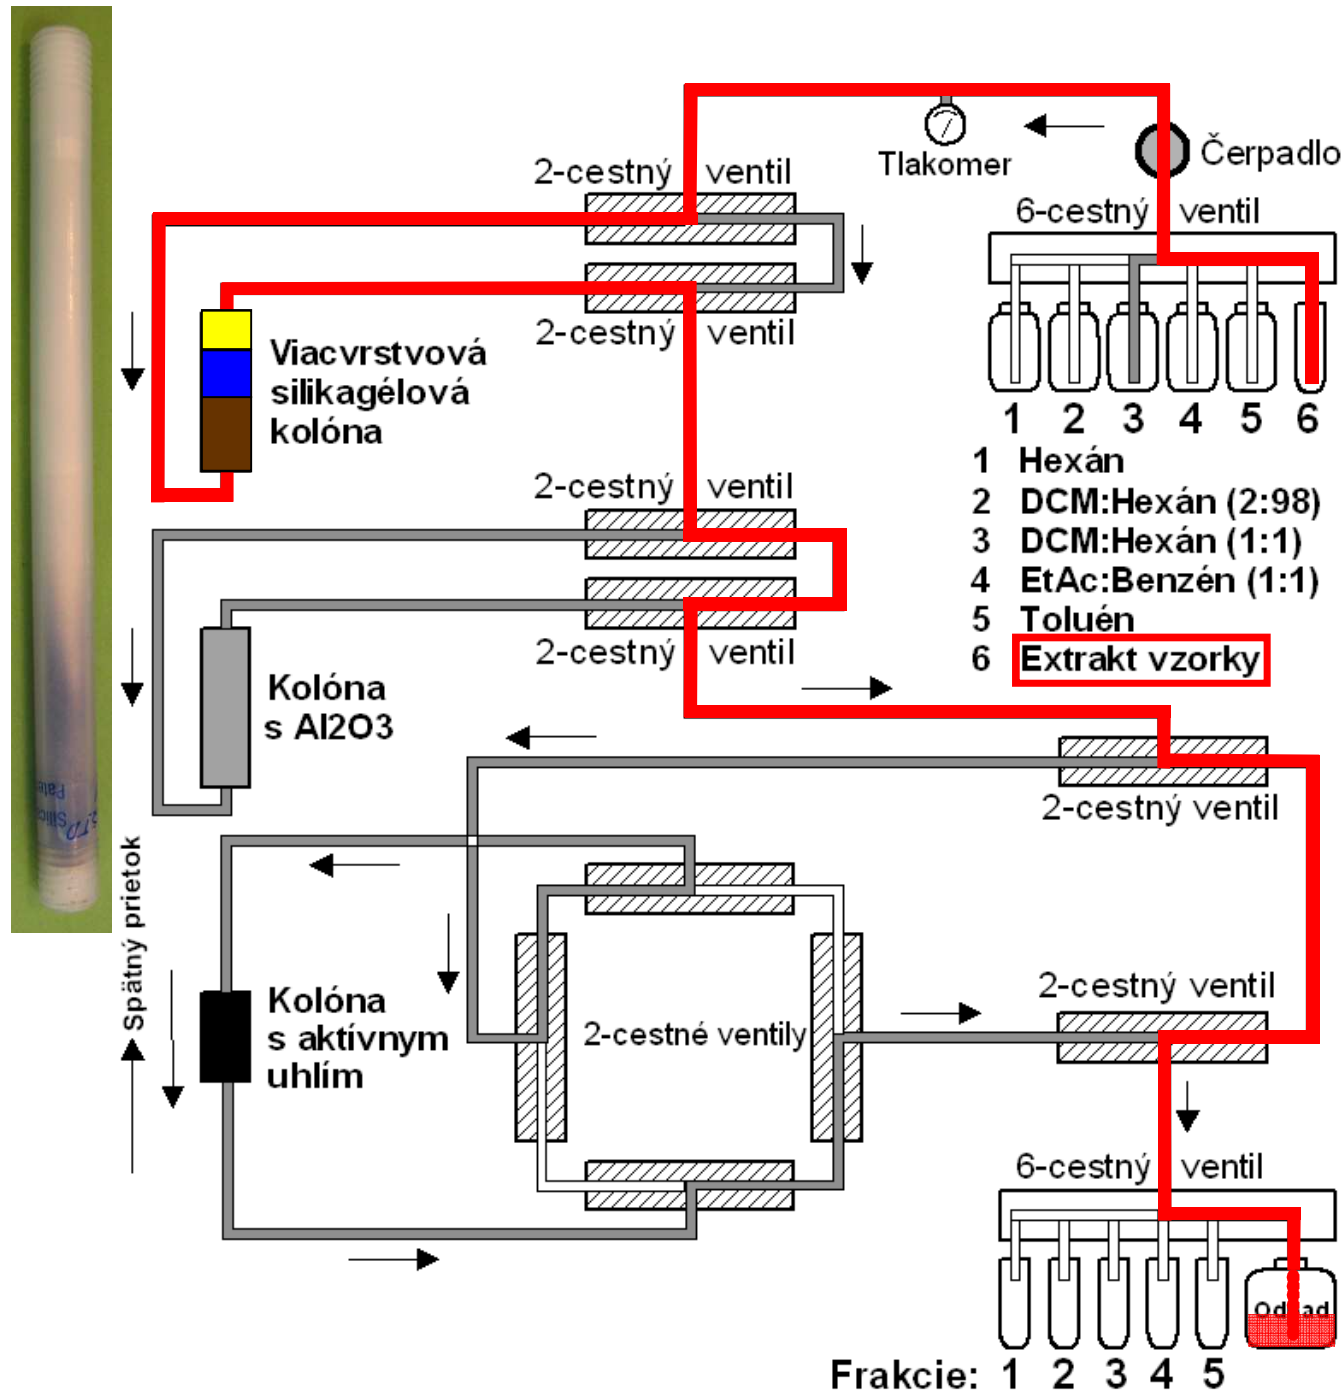 Tlakomer
Čerpadlo
2-cestný ventil
6-cestný ventil
2-cestný ventil
Viacvrstvová
silikagélová
kolóna
1 2 3 4 5 6
1 Hexán
2 DCM:Hexán (2:98)
3 DCM:Hexán (1:1)
4 EtAc:Benzén (1:1)
5 Toluén
6 Extrakt vzorky
2-cestný ventil
2-cestný ventil
Kolóna
s Al2O3
2-cestný ventil
Spätný prietok
Kolóna
s aktívnym
uhlím
2-cestné ventily
2-cestný ventil
6-cestný ventil
Odpad
Frakcie: 1 2 3 4 5